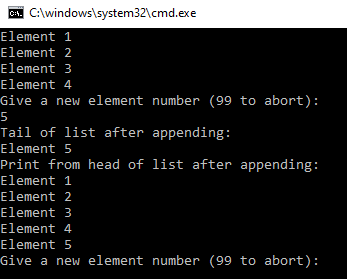 C:\windows\system32\cmd.exe
Element 1
Element 2
Element 3
Element 4
Give a new element number (99 to abort):
5
Tail of list after appending:
Element 5
Print from head of list after appending:
Element 1
Element 2
Element 3
Element 4
Element 5
Give a new element number (99 to abort):